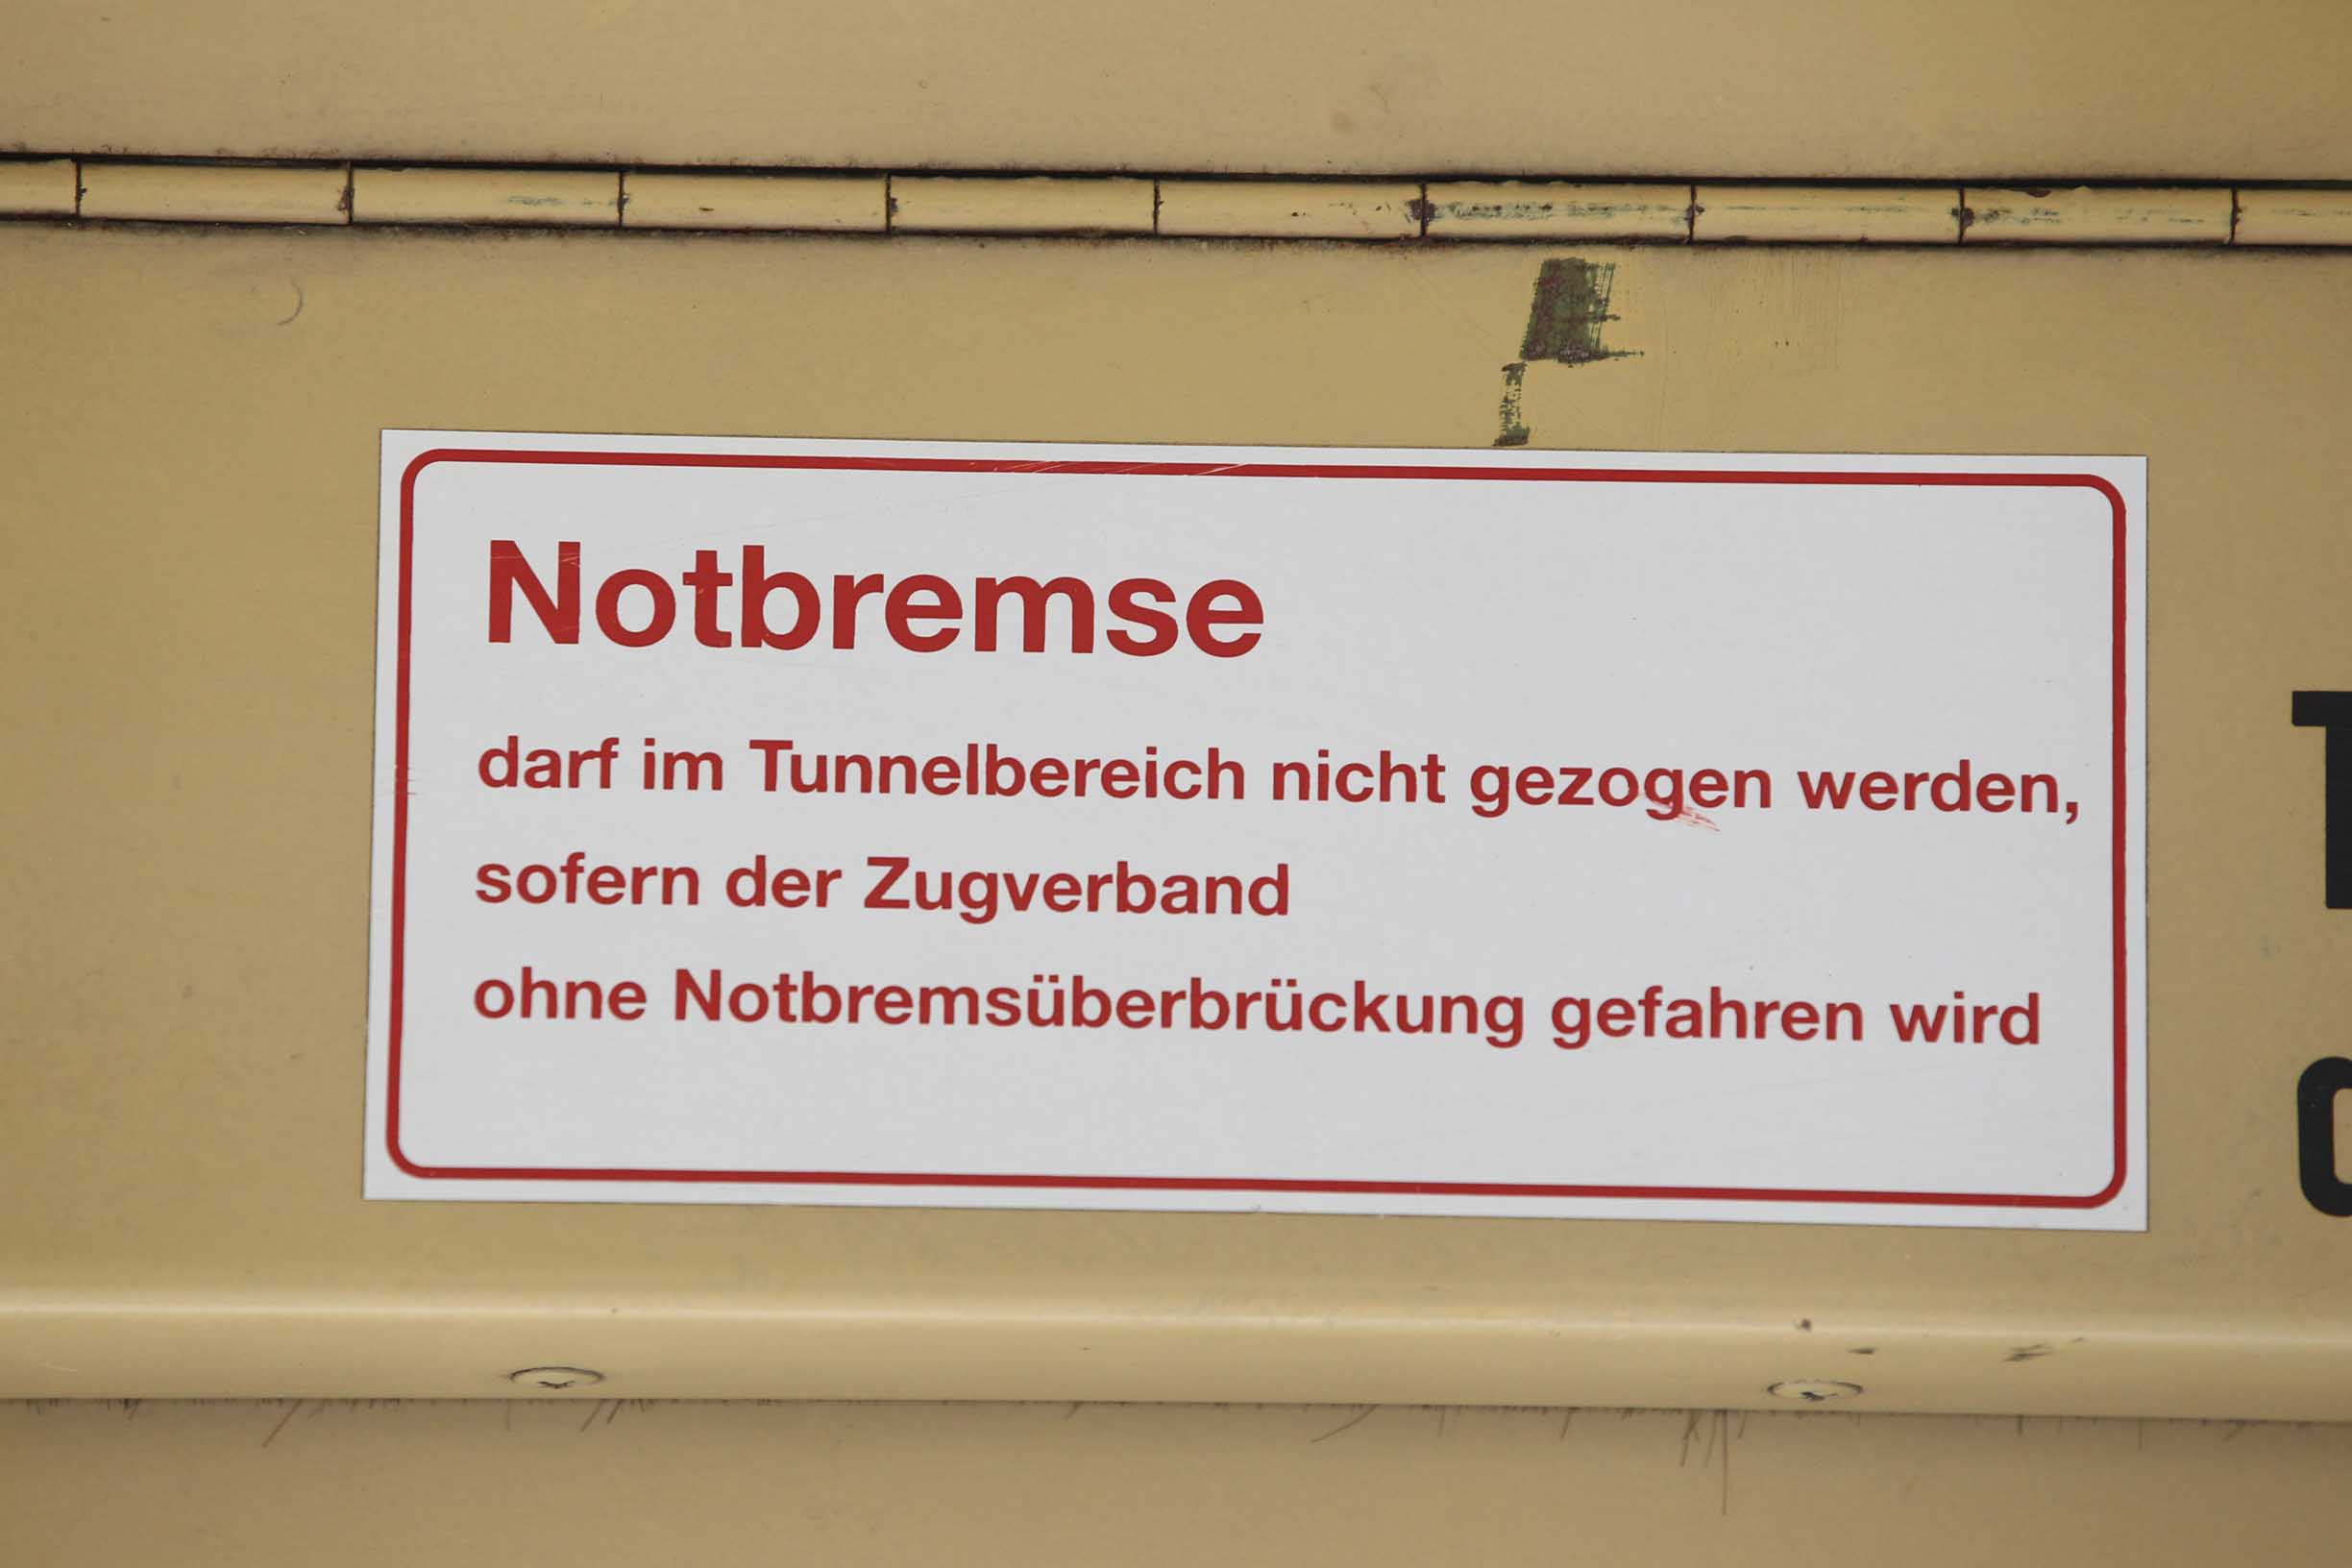 Notbremse
darf im Tunnelbereich nicht gezogen werden,
sofern der Zugverband
ohne Notbremsüberbrückung gefahren wird